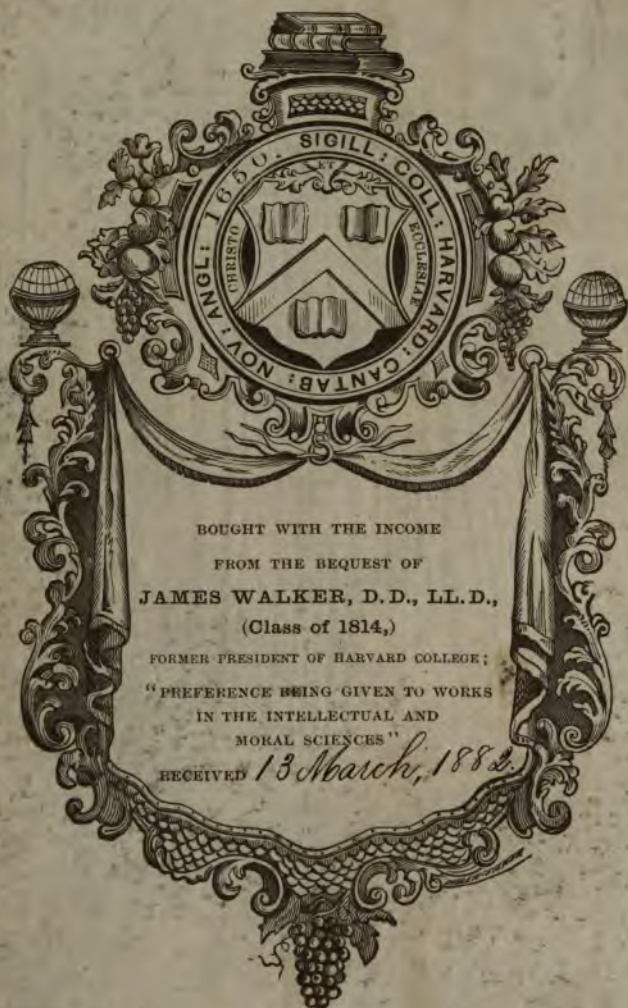 SIGILL: COLL: HARVARD: CANTAB: NOV: ANGL: 1650.
ET
CHRISTO
ECCLESIAE
BOUGHT WITH THE INCOME
FROM THE BEQUEST OF
JAMES WALKER, D.D., LL.D.,
(Class of 1814,)
FORMER PRESIDENT OF HARVARD COLLEGE;
"PREFERENCE BEING GIVEN TO WORKS
IN THE INTELLECTUAL AND
MORAL SCIENCES"
RECEIVED 13 March, 1882.